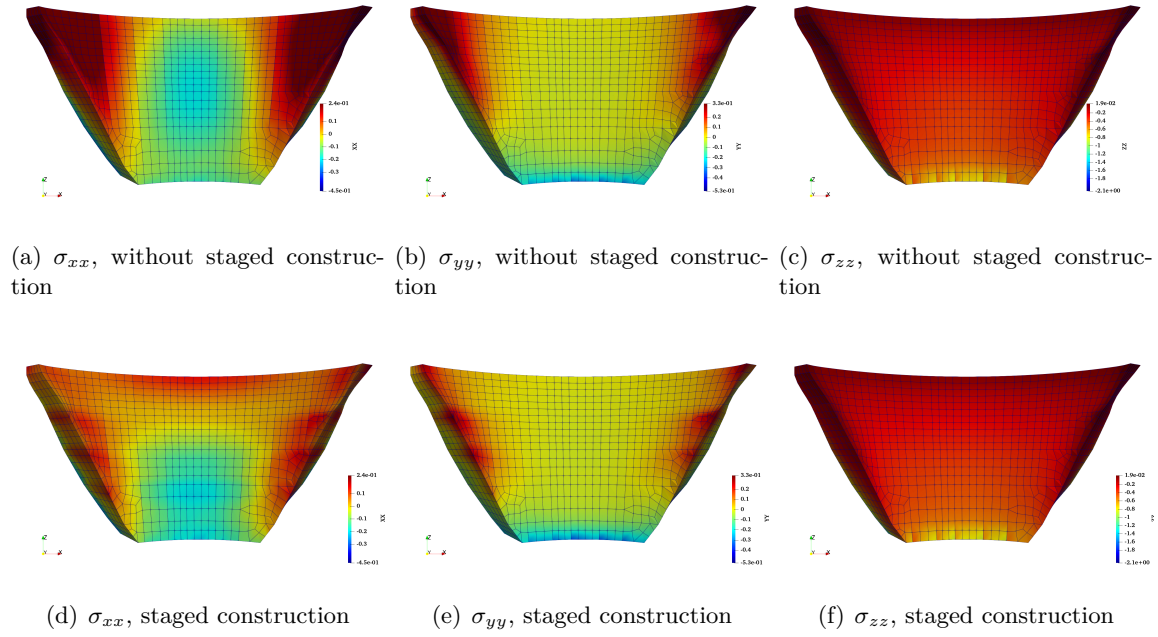 2.4e-01
0.1
0
-0.1
-0.2
-0.3
-4.5e-01
XX
Z
Y X
3.3e-01
0.2
0.1
0
-0.1
-0.2
-0.3
-0.4
-5.3e-01
YY
Z
Y X
1.9e-02
-0.2
-0.4
-0.6
-0.8
-1
-1.2
-1.4
-1.6
-1.8
-2.1e+00
ZZ
Z
Y X
(a) σxx, without staged construc-
tion
(b) σyy, without staged construc-
tion
(c) σzz, without staged construc-
tion
2.4e-01
0.1
0
-0.1
-0.2
-0.3
-4.5e-01
XX
Z
Y X
3.3e-01
0.2
0.1
0
-0.1
-0.2
-0.3
-0.4
-5.3e-01
YY
Z
Y X
1.9e-02
-0.2
-0.4
-0.6
-0.8
-1
-1.2
-1.4
-1.6
-1.8
-2.1e+00
ZZ
Z
Y X
(d) σxx, staged construction
(e) σyy, staged construction
(f) σzz, staged construction